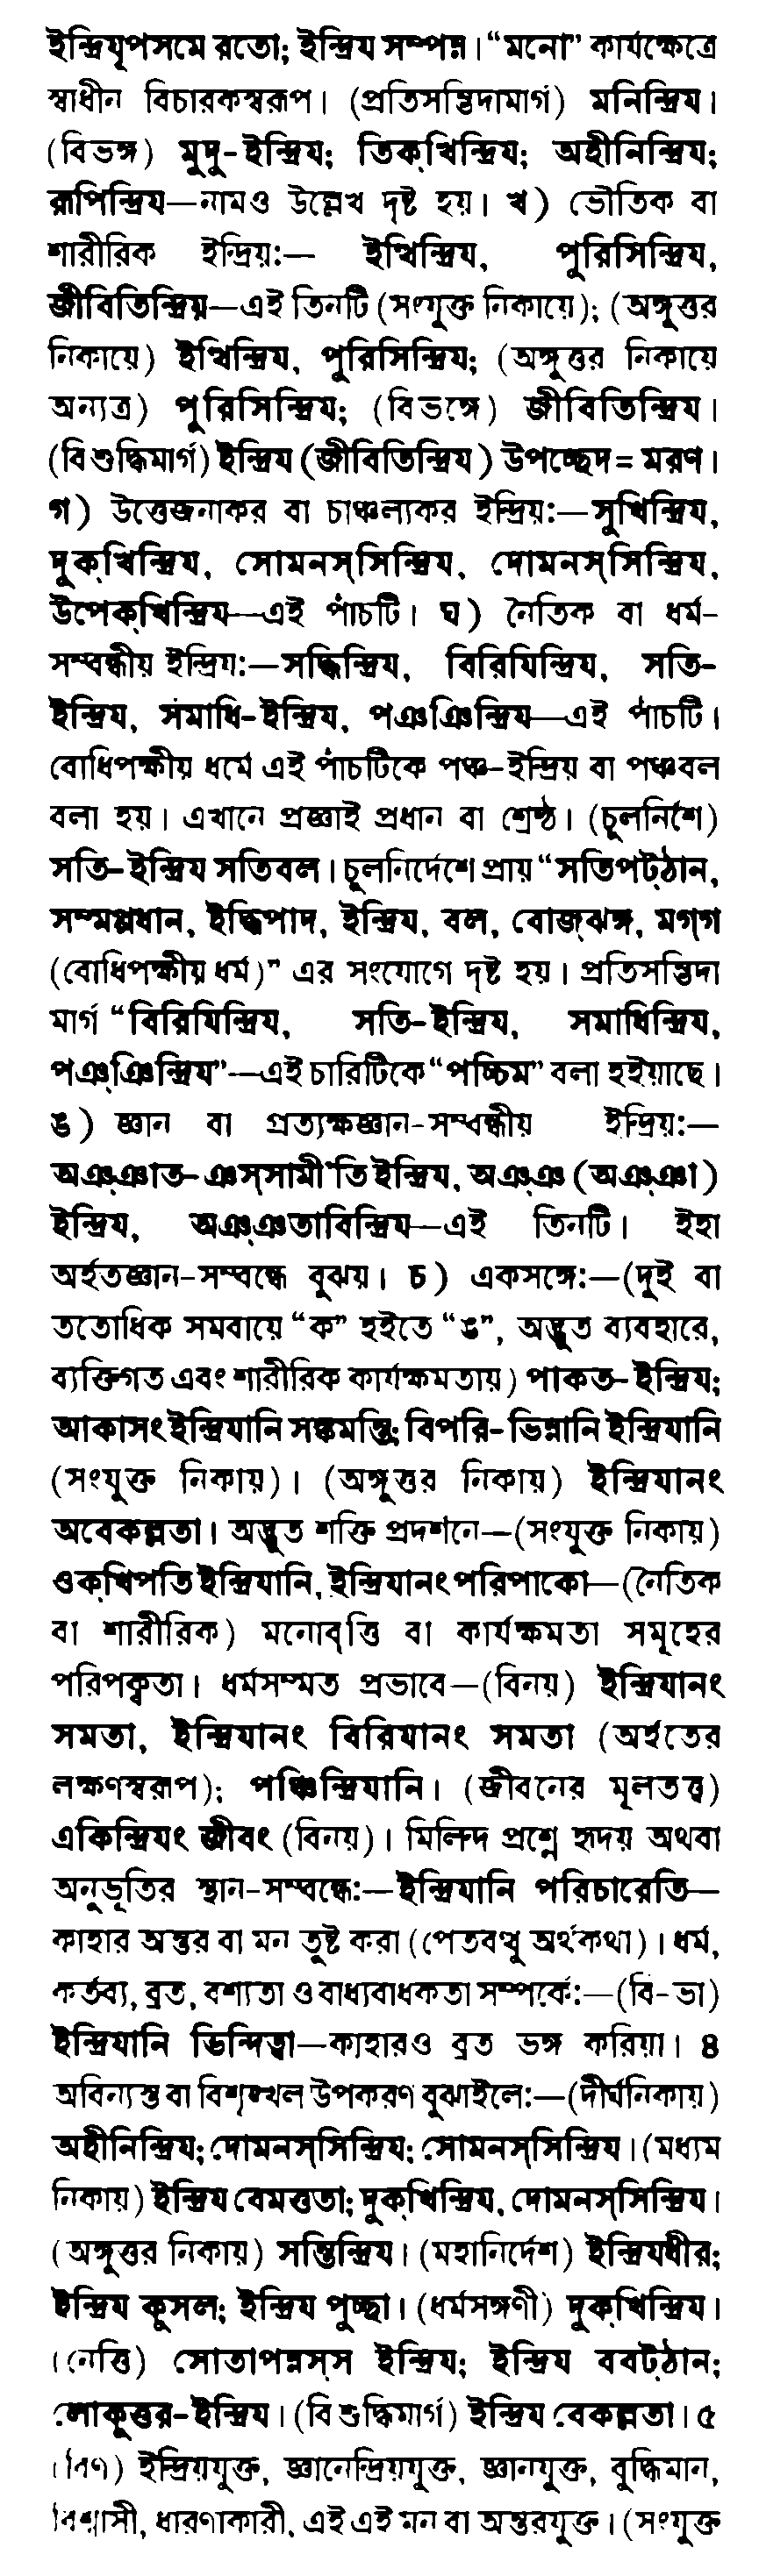 ইন্দ্রিযূপসমে রতো; ইন্দ্রিয সম্পন্ন। “মনো” কার্যক্ষেত্রে
স্বাধীন বিচারকস্বরূপ। (প্রতিসম্ভিদামার্গ) মনিন্দ্রিয।
(বিভঙ্গ) মুদু-ইন্দ্রিয; তিক্খিন্দ্রিয; অহীনিন্দ্রিয;
রূপিন্দ্রিয—নামও উল্লেখ দৃষ্ট হয়। খ) ভৌতিক বা
শারীরিক ইন্দ্রিয়:— ইত্থিন্দ্রিয, পুরিসিন্দ্রিয,
জীবিতিন্দ্রিয—এই তিনটি (সংযুক্ত নিকায়ে); (অঙ্গুত্তর
নিকায়ে) ইত্থিন্দ্রিয, পুরিসিন্দ্রিয; (অঙ্গুত্তর নিকায়ে
অন্যত্র) পুরিসিন্দ্রিয; (বিভঙ্গে) জীবিতিন্দ্রিয।
(বিশুদ্ধিমার্গ) ইন্দ্রিয (জীবিতিন্দ্রিয) উপচ্ছেদ = মরণ।
গ) উত্তেজনাকর বা চাঞ্চল্যকর ইন্দ্রিয়:—সুখিন্দ্রিয,
দুক্খিন্দ্রিয, সোমনস্সিন্দ্রিয, দোমনস্সিন্দ্রিয,
উপেক্খিন্দ্রিয—এই পাঁচটি। ঘ) নৈতিক বা ধর্ম-
সম্বন্ধীয় ইন্দ্রিয়:—সদ্ধিন্দ্রিয, বিরিযিন্দ্রিয, সতি-
ইন্দ্রিয, সমাধি-ইন্দ্রিয, পঞ্ঞিন্দ্রিয—এই পাঁচটি।
বোধিপক্ষীয় ধর্মে এই পাঁচটিকে পঞ্চ-ইন্দ্রিয় বা পঞ্চবল
বলা হয়। এখানে প্রজ্ঞাই প্রধান বা শ্রেষ্ঠ। (চূলনির্শে)
সতি-ইন্দ্রিয সতিবল। চূলনির্দেশে প্রায় “সতিপট্ঠান,
সম্মপ্পধান, ইদ্ধিপাদ, ইন্দ্রিয, বল, বোজ্ঝঙ্গ, মগ্গ
(বোধিপক্ষীয় ধর্ম)” এর সংযোগে দৃষ্ট হয়। প্রতিসম্ভিদা
মার্গ “বিরিযিন্দ্রিয, সতি-ইন্দ্রিয, সমাধিন্দ্রিয,
পঞ্ঞিন্দ্রিয”—এই চারিটিকে “পচ্চিম” বলা হইয়াছে।
ঙ) জ্ঞান বা প্রত্যক্ষজ্ঞান-সম্বন্ধীয় ইন্দ্রিয়:—
অঞ্ঞাত-ঞস্সামী'তি ইন্দ্রিয, অঞ্ঞ (অঞ্ঞা)
ইন্দ্রিয, অঞ্ঞতাবিন্দ্রিয—এই তিনটি। ইহা
অর্হতজ্ঞান-সম্বন্ধে বুঝয়। চ) একসঙ্গে:—(দুই বা
ততোধিক সমবায়ে “ক” হইতে “ঙ”, অদ্ভুত ব্যবহারে,
ব্যক্তিগত এবং শারীরিক কার্যক্ষমতায়) পাকত-ইন্দ্রিয;
আকাসং ইন্দ্রিযানি সঙ্কমন্তি; বিপরি-ভিন্নানি ইন্দ্রিযানি
(সংযুক্ত নিকায়)। (অঙ্গুত্তর নিকায়) ইন্দ্রিযানং
অবেকল্লতা। অদ্ভুত শক্তি প্রদর্শনে—(সংযুক্ত নিকায়)
ওক্খিপতি ইন্দ্রিযানি, ইন্দ্রিযানং পরিপাকো—(নৈতিক
বা শারীরিক) মনোবৃত্তি বা কার্যক্ষমতা সমূহের
পরিপক্বতা। ধর্মসম্মত প্রভাবে—(বিনয়) ইন্দ্রিযানং
সমতা, ইন্দ্রিযানং বিরিযানং সমতা (অর্হতের
লক্ষণস্বরূপ); পঞ্চিন্দ্রিযানি। (জীবনের মূলতত্ত্ব)
একিন্দ্রিযং জীবং (বিনয়)। মিলিন্দ প্রশ্নে হৃদয় অথবা
অনুভূতির স্থান-সম্বন্ধে:—ইন্দ্রিযানি পরিচারেতি—
কাহার অন্তর বা মন তুষ্ট করা (পেতবত্থু অর্থকথা)। ধর্ম,
কর্তব্য, ব্রত, বশ্যতা ও বাধ্যবাধকতা সম্পর্কে:—(বি-ভা)
ইন্দ্রিযানি ভিন্দিত্বা—কাহারও ব্রত ভঙ্গ করিয়া। ৪
অবিন্যস্ত বা বিশৃঙ্খল উপকরণ বুঝাইলে:—(দীর্ঘনিকায়)
অহীনিন্দ্রিয; দোমনস্সিন্দ্রিয; সোমনস্সিন্দ্রিয। (মধ্যম
নিকায়) ইন্দ্রিয বেমত্ততা; দুক্খিন্দ্রিয, দোমনস্সিন্দ্রিয।
(অঙ্গুত্তর নিকায়) সন্তিন্দ্রিয। (মহানির্দেশ) ইন্দ্রিযধীর;
ইন্দ্রিয কুসল; ইন্দ্রিয পুচ্ছা। (ধর্মসঙ্গণী) দুক্খিন্দ্রিয।
(নেত্তি) সোতাপন্নস্স ইন্দ্রিয; ইন্দ্রিয ববট্ঠান;
লোকুত্তর-ইন্দ্রিয। (বিশুদ্ধিমার্গ) ইন্দ্রিয বেকল্লতা। ৫
(বিণ) ইন্দ্রিয়যুক্ত, জ্ঞানেন্দ্রিয়যুক্ত, জ্ঞানযুক্ত, বুদ্ধিমান,
বিশ্বাসী, ধারণাকারী, এই এই মন বা অন্তরযুক্ত। (সংযুক্ত